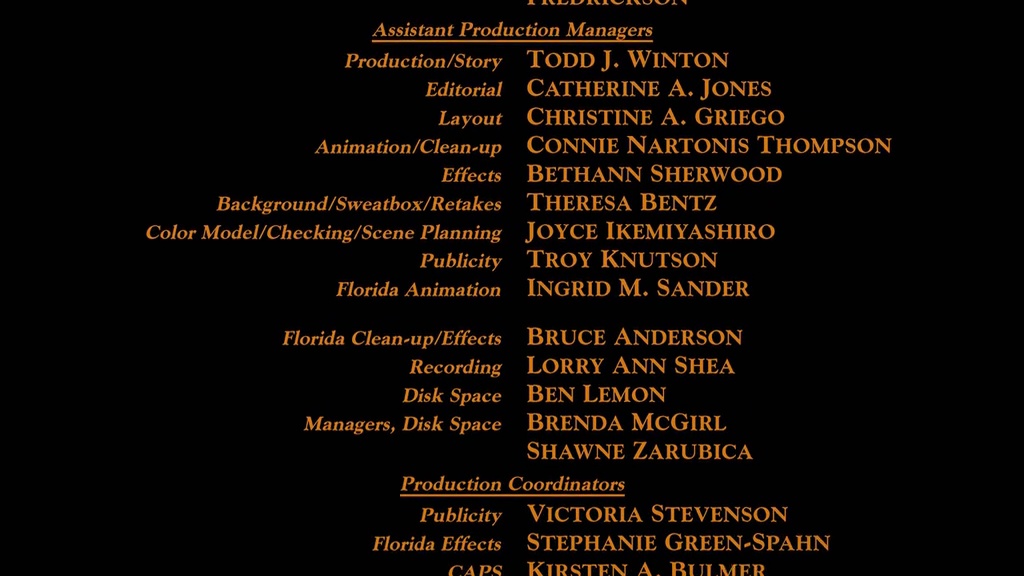 FREDRICKSON
Assistant Production Managers
Production/Story TODD J. WINTON
Editorial CATHERINE A. JONES
Layout CHRISTINE A. GRIEGO
Animation/Clean-up CONNIE NARTONIS THOMPSON
Effects BETHANN SHERWOOD
Background/Sweatbox/Retakes THERESA BENTZ
Color Model/Checking/Scene Planning JOYCE IKEMIYASHIRO
Publicity TROY KNUTSON
Florida Animation INGRID M. SANDER
Florida Clean-up/Effects BRUCE ANDERSON
Recording LORRY ANN SHEA
Disk Space BEN LEMON
Managers, Disk Space BRENDA MCGIRL
SHAWNE ZARUBICA
Production Coordinators
Publicity VICTORIA STEVENSON
Florida Effects STEPHANIE GREEN-SPAHN
CAPS KIRSTEN A. BULMER